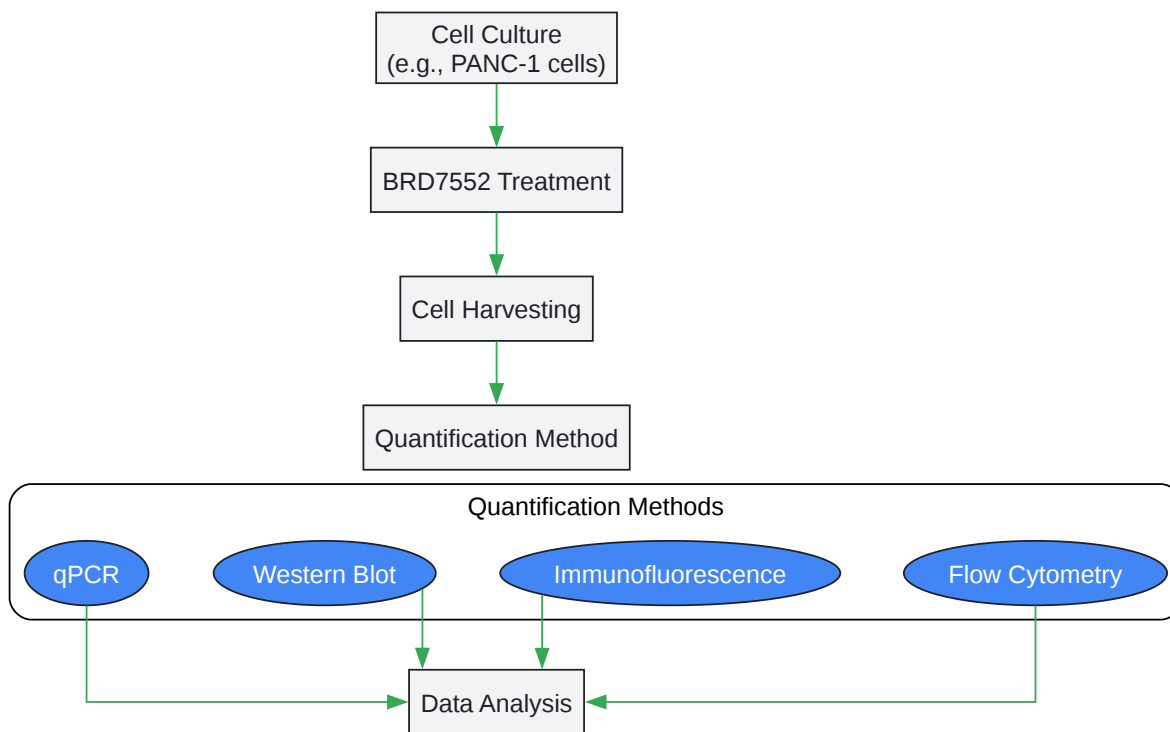 Cell Culture
(e.g., PANC-1 cells)
BRD7552 Treatment
Cell Harvesting
Quantification Method
Quantification Methods
qPCR
Western Blot
Immunofluorescence
Flow Cytometry
Data Analysis